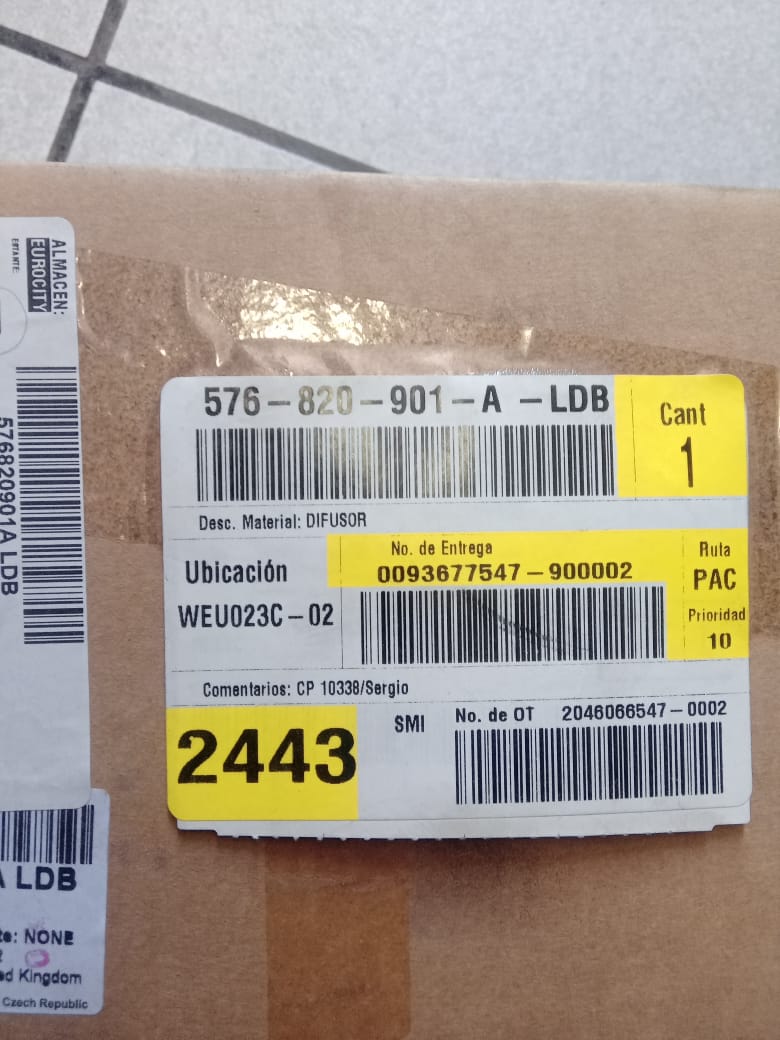 ALMACEN:
EUROCITY
ESTANTE:
576820901A LDB
576-820-901-A -LDB
Cant
1
Desc. Material: DIFUSOR
No. de Entrega
0093677547-900002
Ruta
PAC
Ubicación
WEU023C-02
Prioridad
10
Comentarios: CP 10338/Sergio
2443
SMI
No. de OT 2046066547-0002
A LDB
NONE
Kingdom
Czech Republic